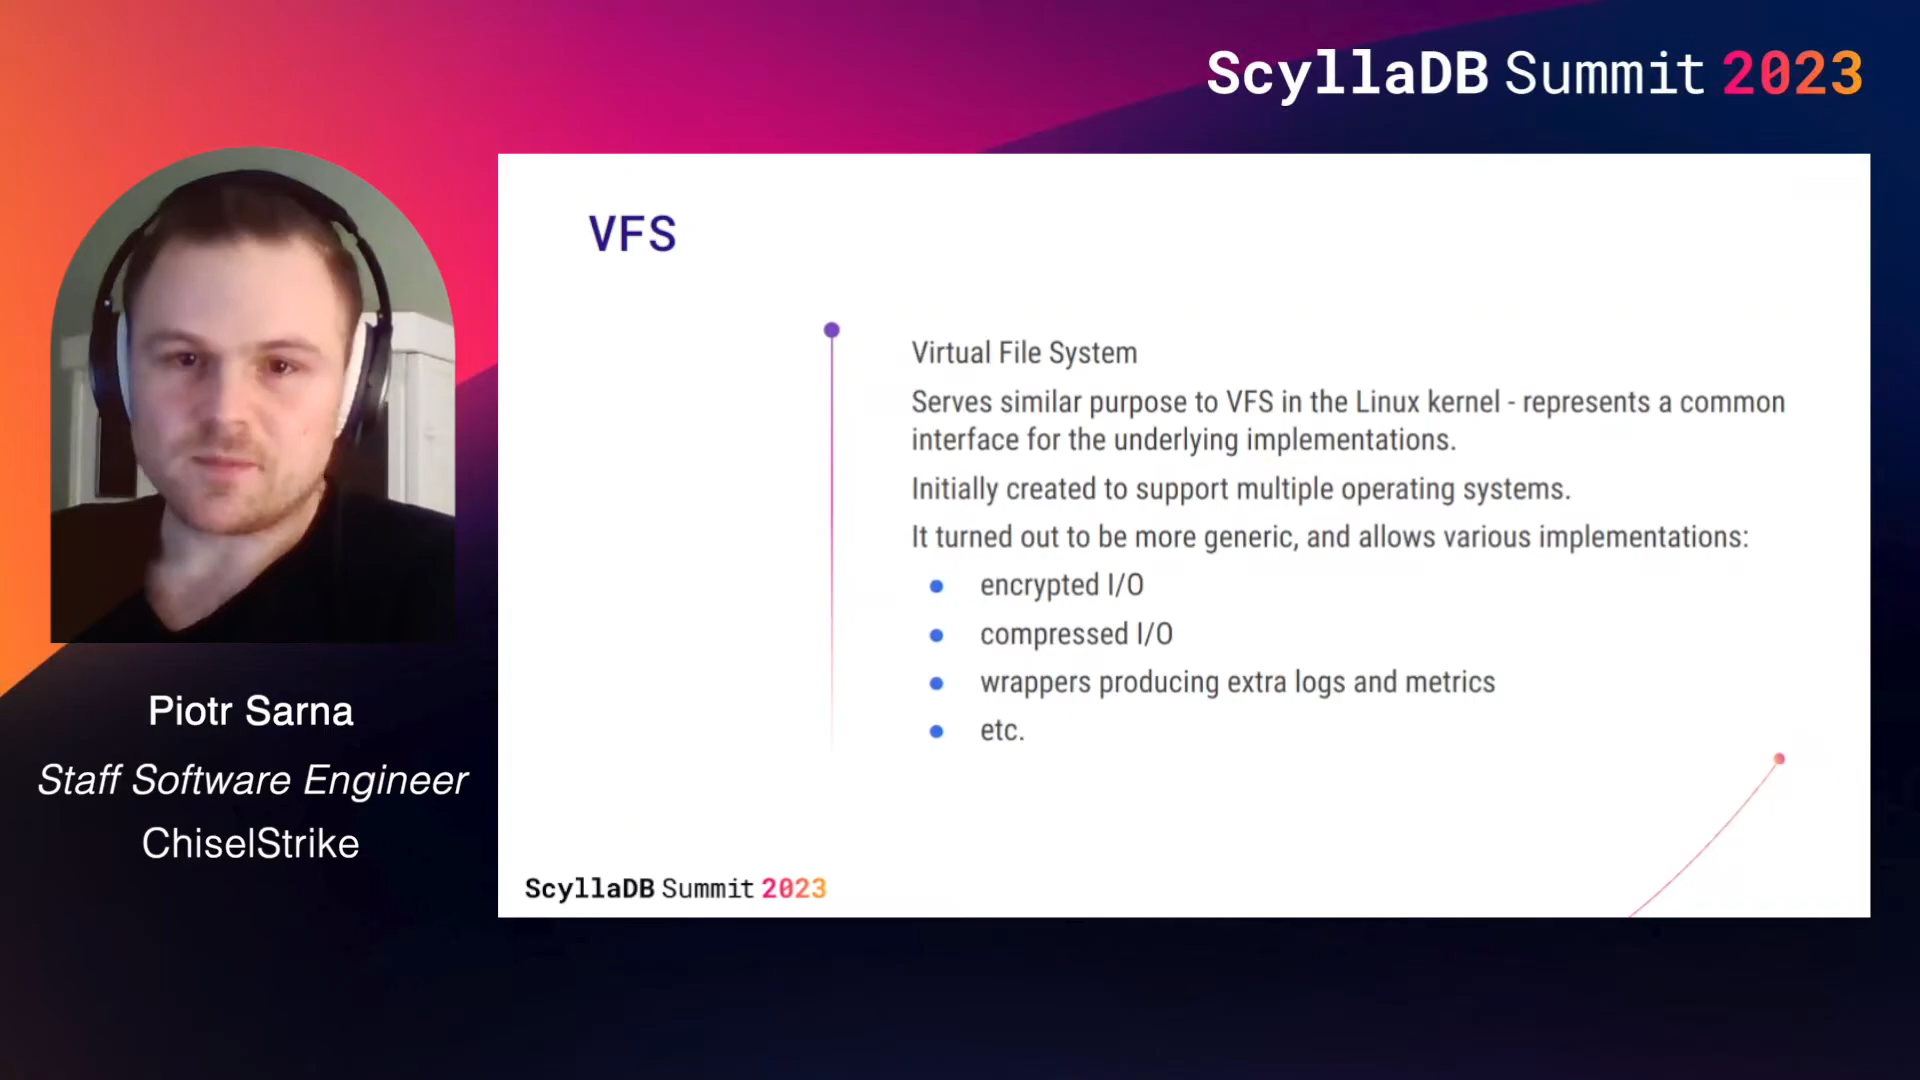 ScyllaDB Summit 2023
VFS
Virtual File System
Serves similar purpose to VFS in the Linux kernel - represents a common
interface for the underlying implementations.
Initially created to support multiple operating systems.
It turned out to be more generic, and allows various implementations:
● encrypted I/O
● compressed I/O
● wrappers producing extra logs and metrics
● etc.
ScyllaDB Summit 2023
Piotr Sarna
Staff Software Engineer
ChiselStrike